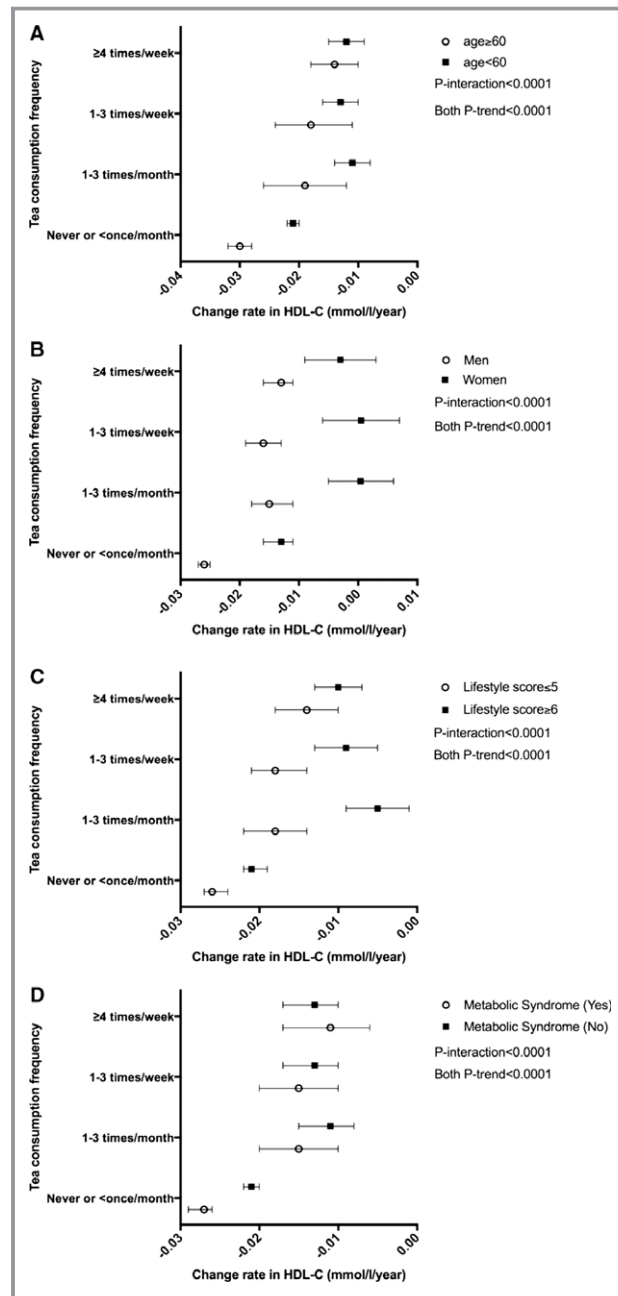 A
Tea consumption frequency
≥4 times/week
1-3 times/week
1-3 times/month
Never or <once/month
-0.04
-0.03
-0.02
-0.01
0.00
Change rate in HDL-C (mmol/l/year)
age≥60
age<60
P-interaction<0.0001
Both P-trend<0.0001
B
Tea consumption frequency
≥4 times/week
1-3 times/week
1-3 times/month
Never or <once/month
-0.03
-0.02
-0.01
0.00
0.01
Change rate in HDL-C (mmol/l/year)
Men
Women
P-interaction<0.0001
Both P-trend<0.0001
C
Tea consumption frequency
≥4 times/week
1-3 times/week
1-3 times/month
Never or <once/month
-0.03
-0.02
-0.01
0.00
Change rate in HDL-C (mmol/l/year)
Lifestyle score≤5
Lifestyle score≥6
P-interaction<0.0001
Both P-trend<0.0001
D
Tea consumption frequency
≥4 times/week
1-3 times/week
1-3 times/month
Never or <once/month
-0.03
-0.02
-0.01
0.00
Change rate in HDL-C (mmol/l/year)
Metabolic Syndrome (Yes)
Metabolic Syndrome (No)
P-interaction<0.0001
Both P-trend<0.0001